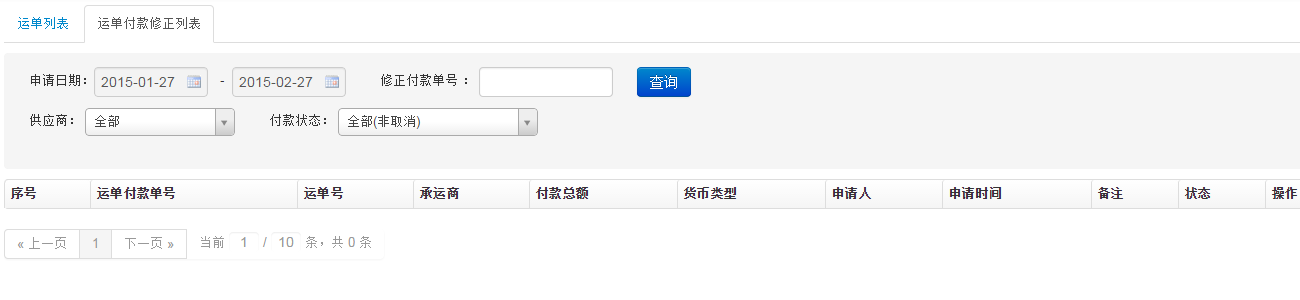 运单列表 运单付款修正列表
申请日期: 2015-01-27 - 2015-02-27 修正付款单号 : 查询
供应商: 全部 付款状态: 全部(非取消)
序号 运单付款单号 运单号 承运商 付款总额 货币类型 申请人 申请时间 备注 状态 操作
« 上一页 1 下一页 » 当前 1 / 10 条，共 0 条